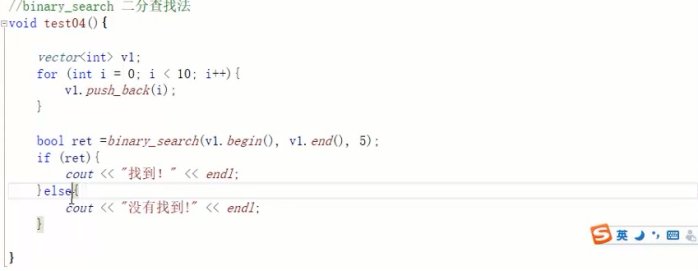 //binary_search 二分查找法
void test04(){
vector<int> v1;
for (int i = 0; i < 10; i++){
v1.push_back(i);
}
bool ret =binary_search(v1.begin(), v1.end(), 5);
if (ret){
cout << "找到！" << endl;
}else{
cout << "没有找到!" << endl;
}
}
S 英